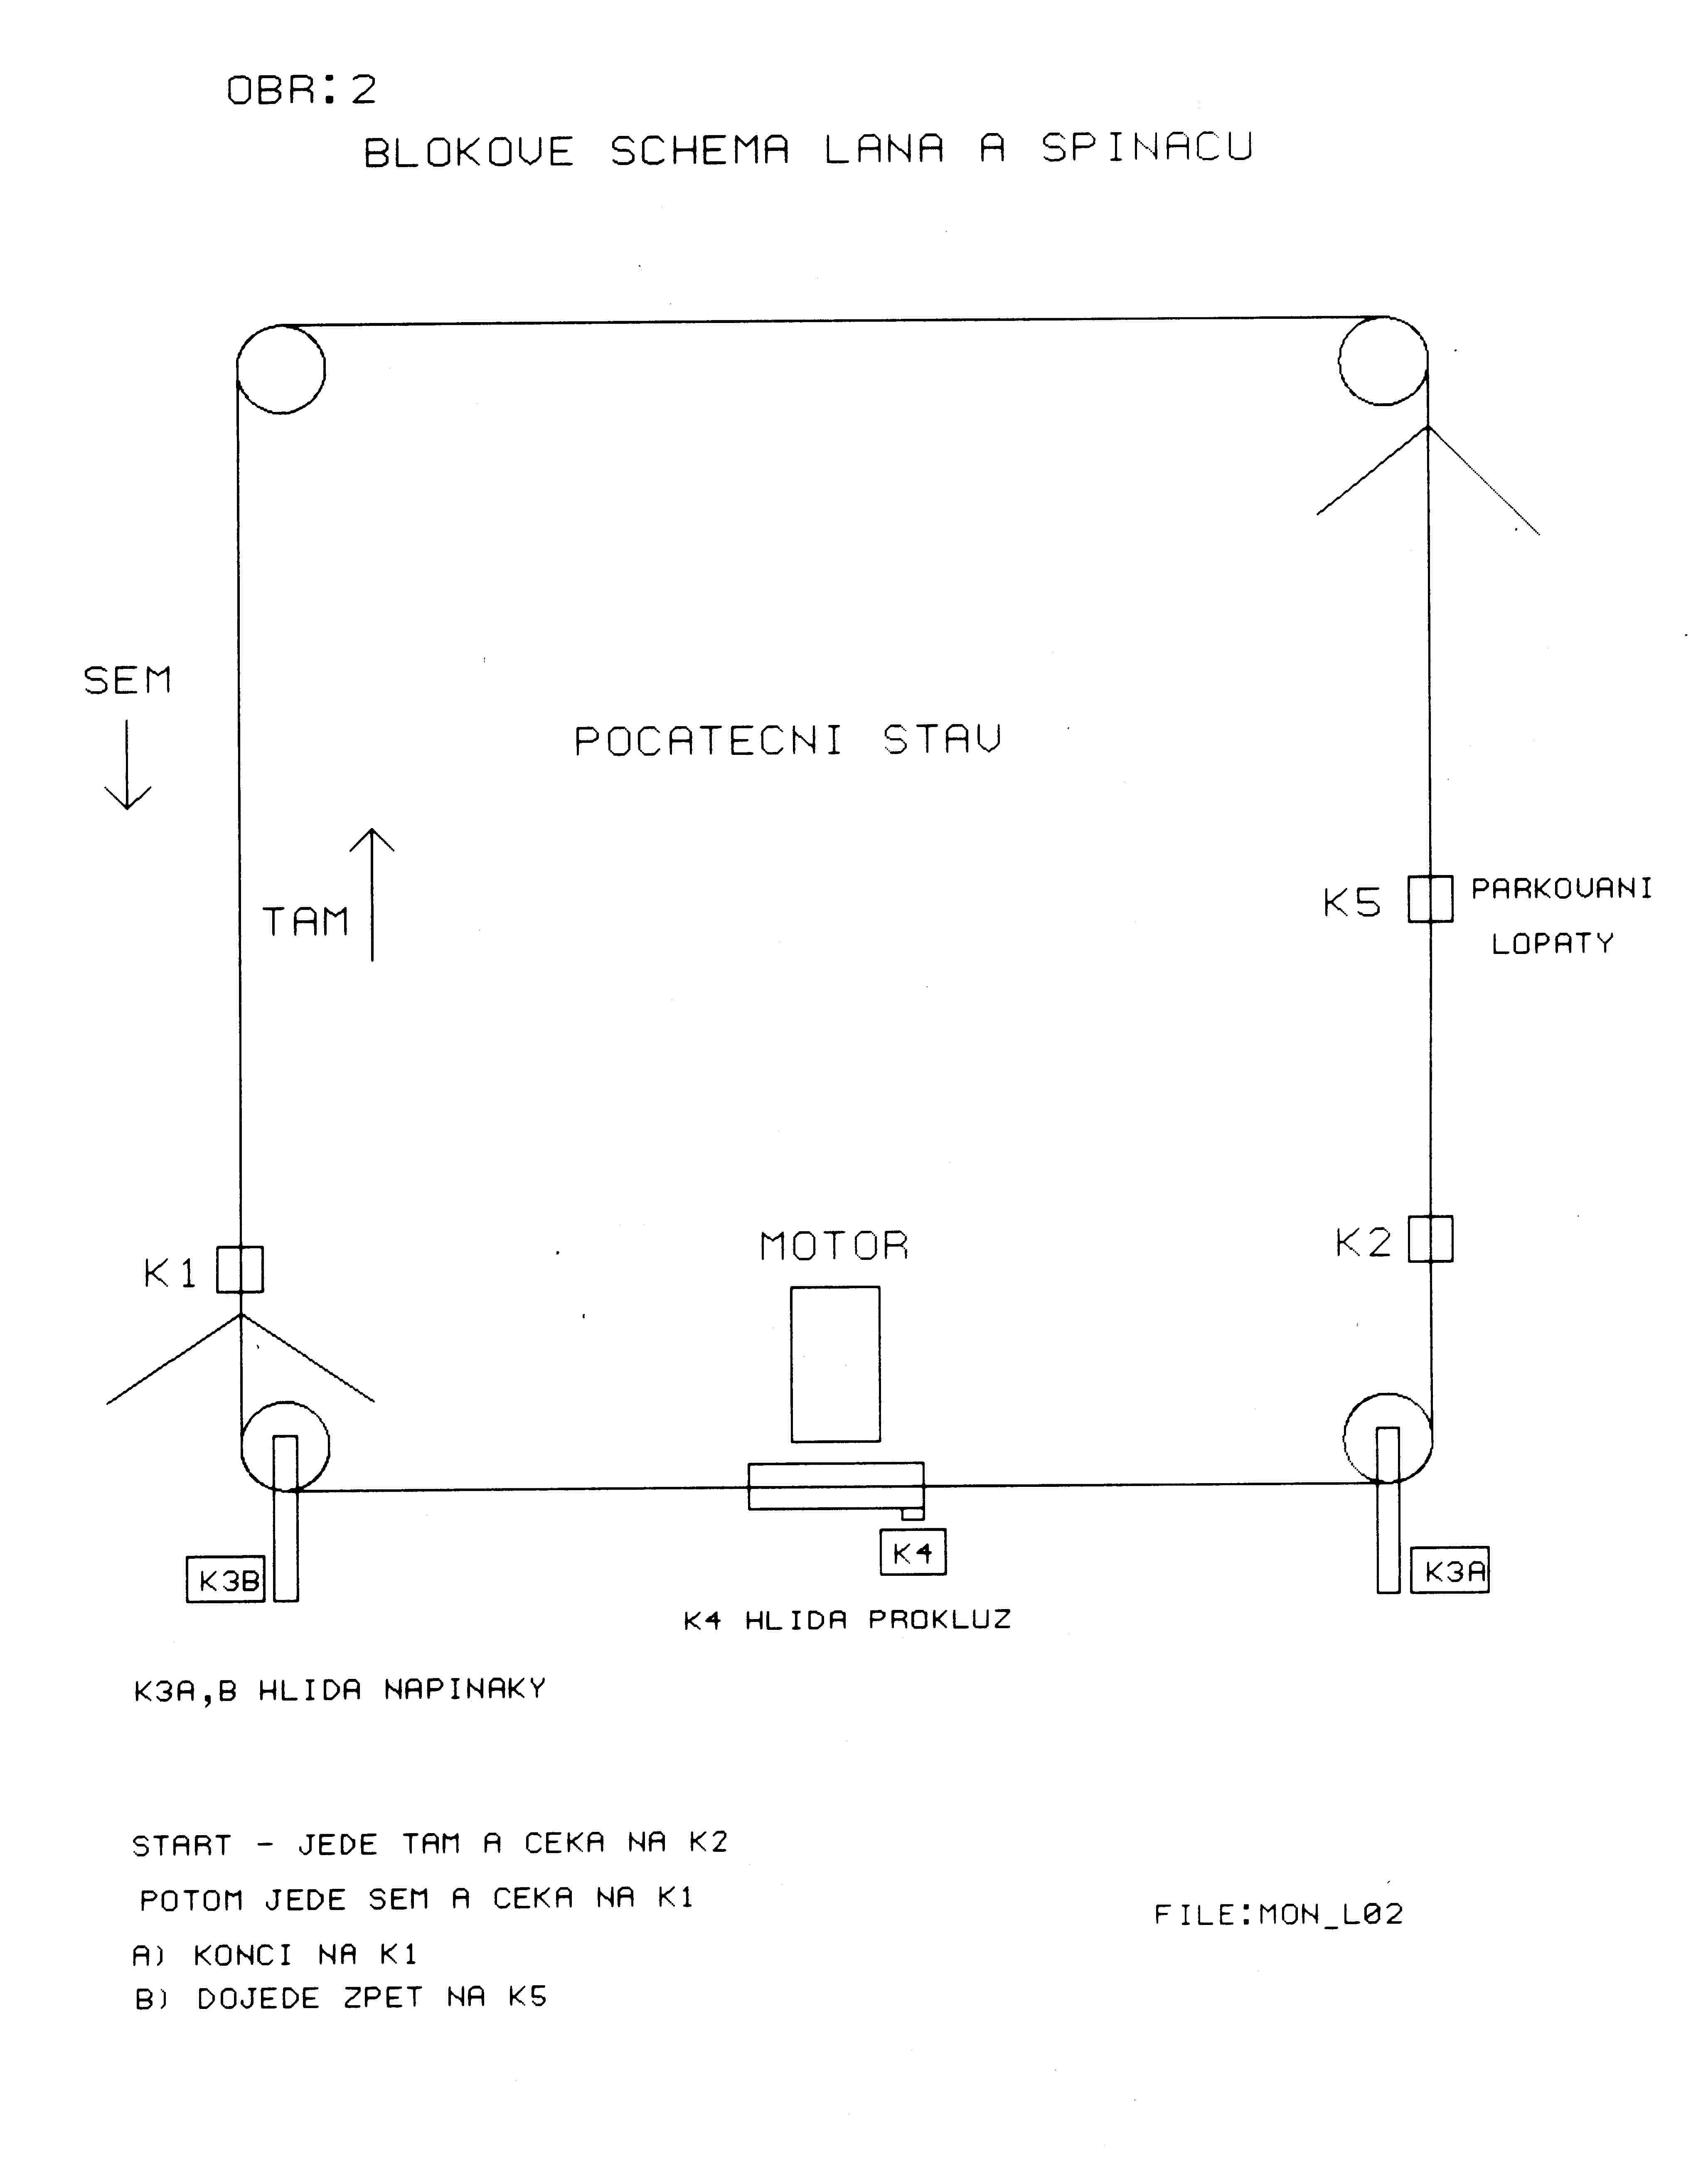 OBR:2
BLOKOVE SCHEMA LANA A SPINACU
SEM
POCATECNI STAV
TAM
K5 PARKOVANI
LOPATY
K1
MOTOR
K2
K4
K3B
K3A
K4 HLIDA PROKLUZ
K3A,B HLIDA NAPINAKY
START - JEDE TAM A CEKA NA K2
POTOM JEDE SEM A CEKA NA K1
FILE:MON_L02
A) KONCI NA K1
B) DOJEDE ZPET NA K5